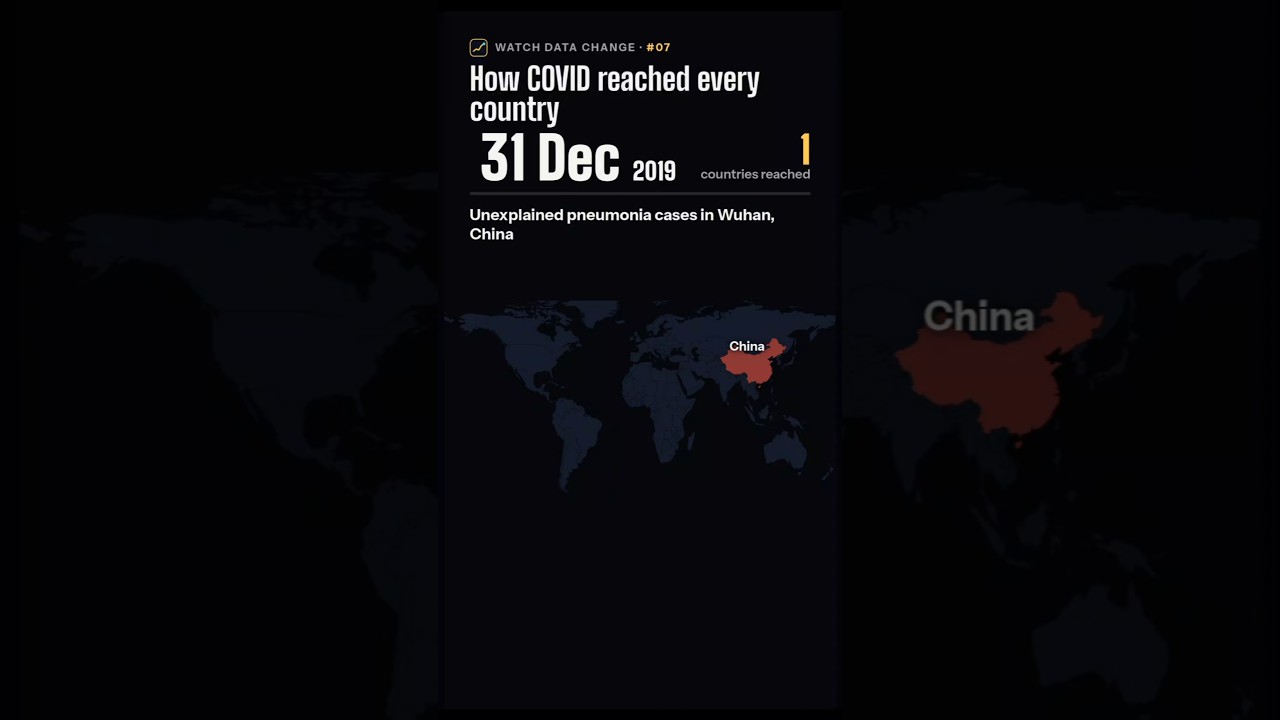 WATCH DATA CHANGE · #07
How COVID reached every
country
31 Dec 2019
1
countries reached
Unexplained pneumonia cases in Wuhan,
China
China
China